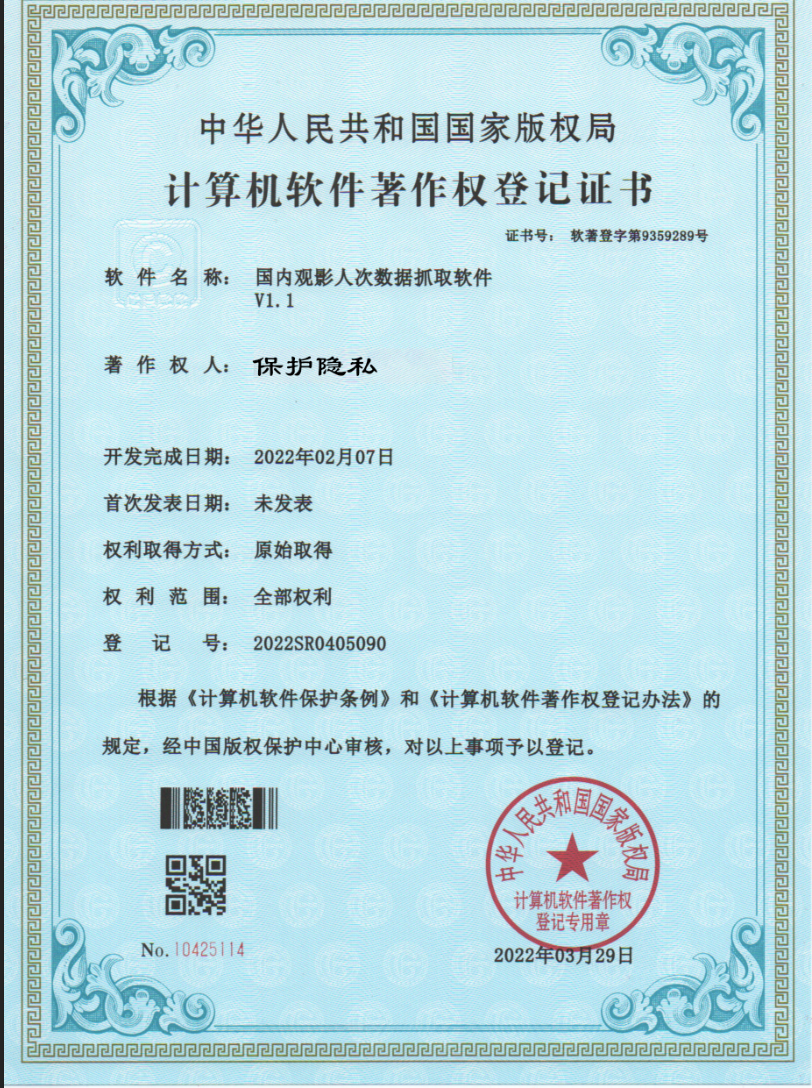 中华人民共和国国家版权局
计算机软件著作权登记证书
证书号： 软著登字第9359289号
软件名称： 国内观影人次数据抓取软件
V1.1
著作权人： 保护隐私
开发完成日期： 2022年02月07日
首次发表日期： 未发表
权利取得方式： 原始取得
权利范围： 全部权利
登记号： 2022SR0405090
根据《计算机软件保护条例》和《计算机软件著作权登记办法》的
规定，经中国版权保护中心审核，对以上事项予以登记。
中华人民共和国国家版权局
计算机软件著作权
登记专用章
No. 10425114
2022年03月29日